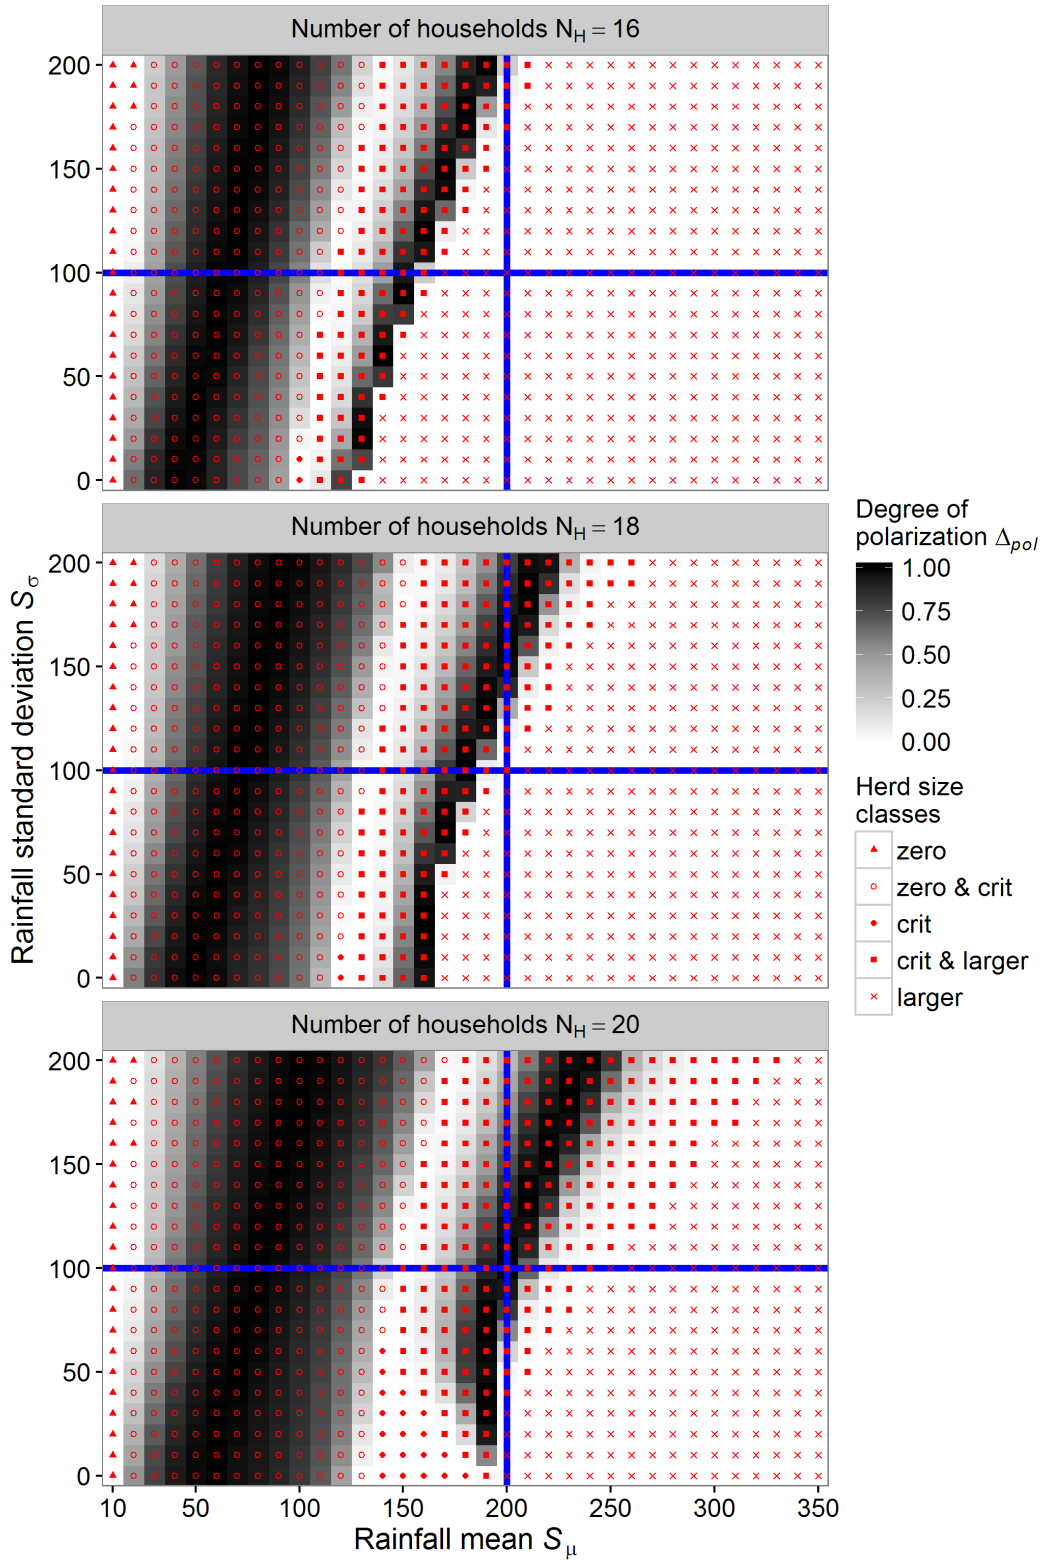 Number of households N_H = 16
200
150
100
50
0
Number of households N_H = 18
200
150
100
50
0
Number of households N_H = 20
200
150
100
50
0
10 50 100 150 200 250 300 350
Rainfall mean S_μ
Rainfall standard deviation S_σ
Degree of
polarization Δ_pol
1.00
0.75
0.50
0.25
0.00
Herd size
classes
zero
zero & crit
crit
crit & larger
larger